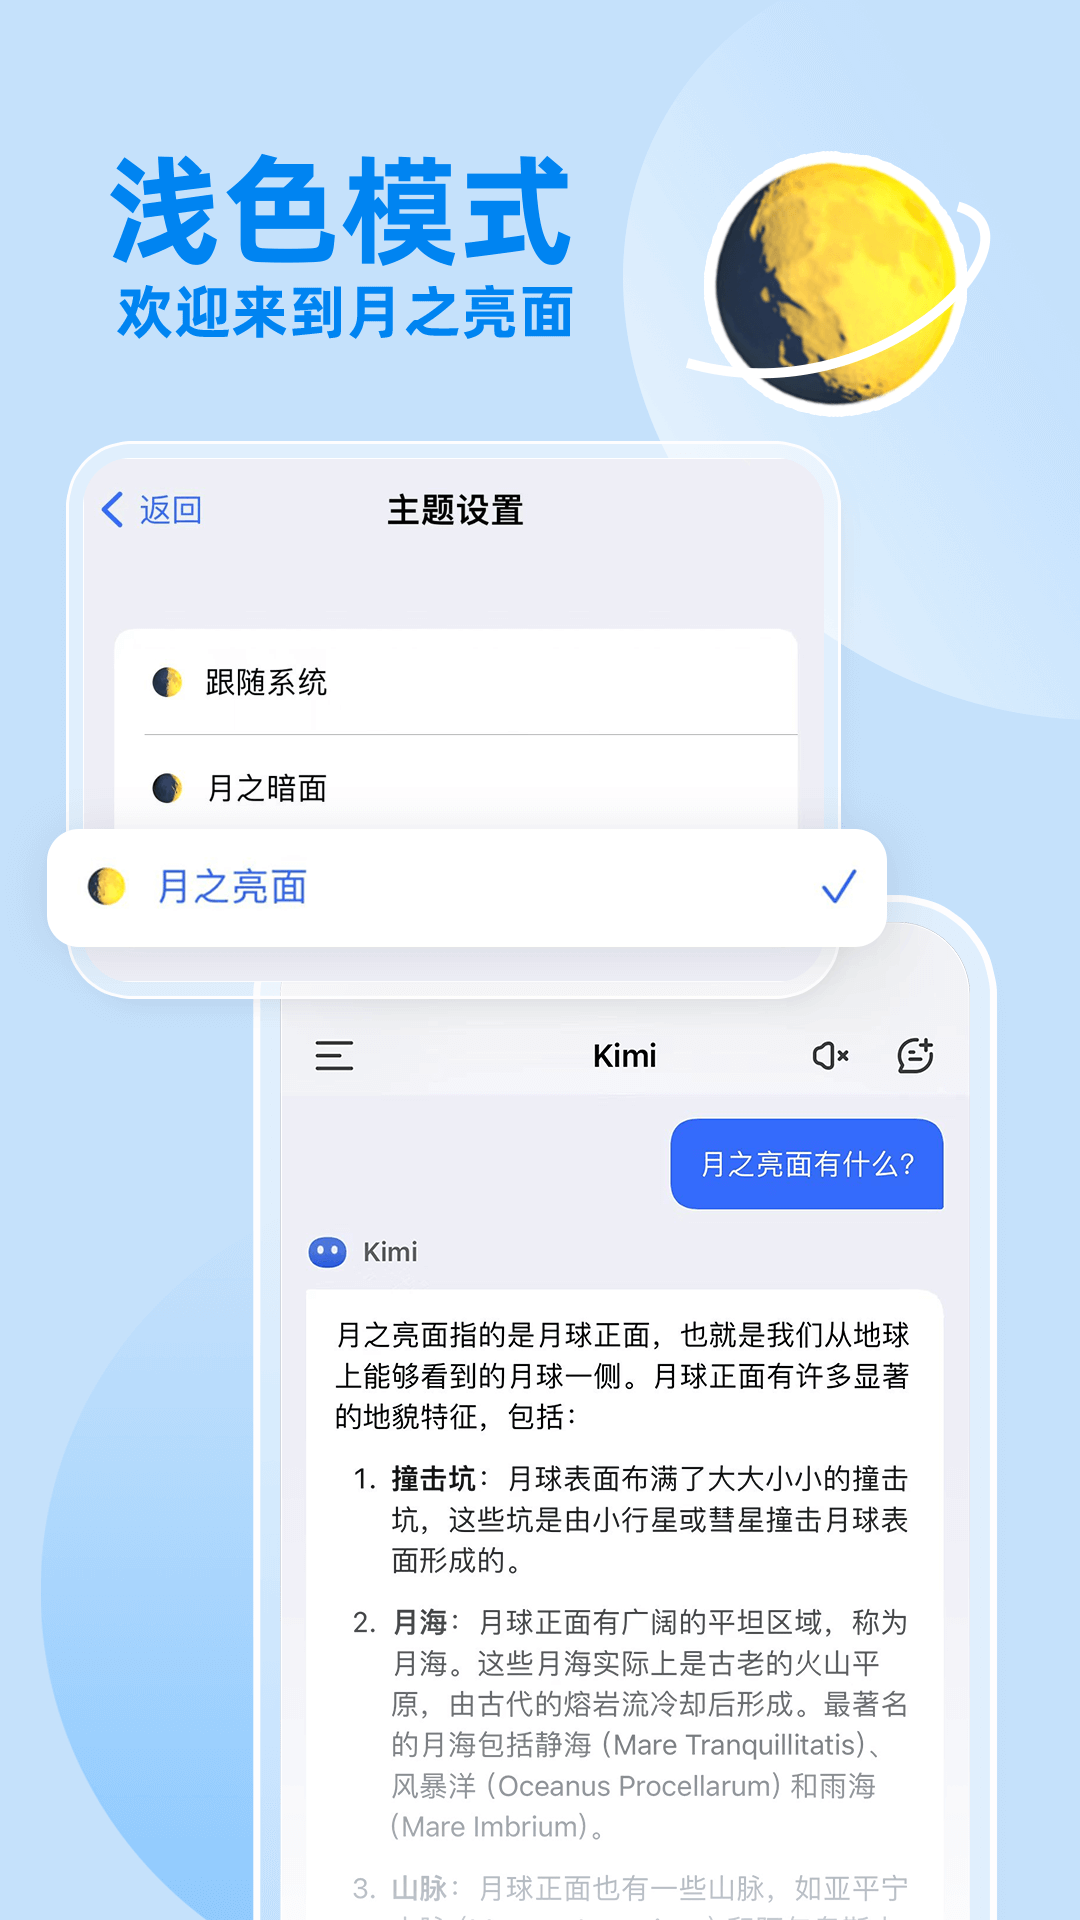 浅色模式
欢迎来到月之亮面
返回
主题设置
跟随系统
月之暗面
月之亮面
Kimi
月之亮面有什么?
Kimi
月之亮面指的是月球正面，也就是我们从地球
上能够看到的月球一侧。月球正面有许多显著
的地貌特征，包括：
1. 撞击坑：月球表面布满了大大小小的撞击
坑，这些坑是由小行星或彗星撞击月球表
面形成的。
2. 月海：月球正面有广阔的平坦区域，称为
月海。这些月海实际上是古老的火山平
原，由古代的熔岩流冷却后形成。最著名
的月海包括静海 (Mare Tranquillitatis)、
风暴洋 (Oceanus Procellarum) 和雨海
(Mare Imbrium)。
3. 山脉：月球正面也有一些山脉，如亚平宁